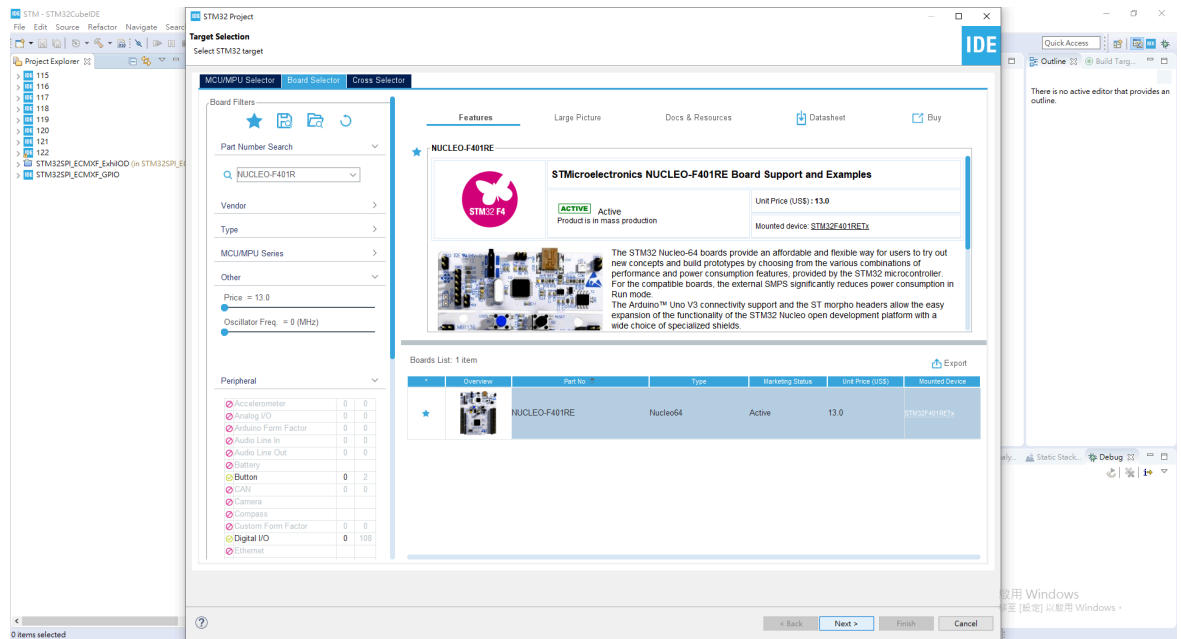 STM - STM32CubeIDE
File Edit Source Refactor Navigate Searc
Quick Access
Project Explorer
115
116
117
118
119
120
121
122
STM32SPI_ECMXF_ExhiIOD (in STM32SPI_E
STM32SPI_ECMXF_GPIO
0 items selected
IDE STM32 Project
Target Selection
Select STM32 target
IDE
MCU/MPU Selector Board Selector Cross Selector
Board Filters
Part Number Search
NUCLEO-F401R
Vendor
Type
MCU/MPU Series
Other
Price = 13.0
Oscillator Freq. = 0 (MHz)
Peripheral
Accelerometer 0 0
Analog I/O 0 0
Arduino Form Factor 0 0
Audio Line In 0 0
Audio Line Out 0 0
Battery
Button 0 2
CAN 0 0
Camera
Compass
Custom Form Factor 0 0
Digital I/O 0 108
Ethernet
Features Large Picture Docs & Resources Datasheet Buy
NUCLEO-F401RE
STM32 F4
STMicroelectronics NUCLEO-F401RE Board Support and Examples
ACTIVE Active
Product is in mass production
Unit Price (US$) : 13.0
Mounted device: STM32F401RETx
The STM32 Nucleo-64 boards provide an affordable and flexible way for users to try out
new concepts and build prototypes by choosing from the various combinations of
performance and power consumption features, provided by the STM32 microcontroller.
For the compatible boards, the external SMPS significantly reduces power consumption in
Run mode.
The Arduino™ Uno V3 connectivity support and the ST morpho headers allow the easy
expansion of the functionality of the STM32 Nucleo open development platform with a
wide choice of specialized shields.
Boards List: 1 item
Export
* Overview Part No Type Marketing Status Unit Price (US$) Mounted Device
NUCLEO-F401RE Nucleo64 Active 13.0 STM32F401RETx
? < Back Next > Finish Cancel
Outline Build Targ...
There is no active editor that provides an
outline.
aly... Static Stack... Debug
啟用 Windows
移至 [設定] 以啟用 Windows。